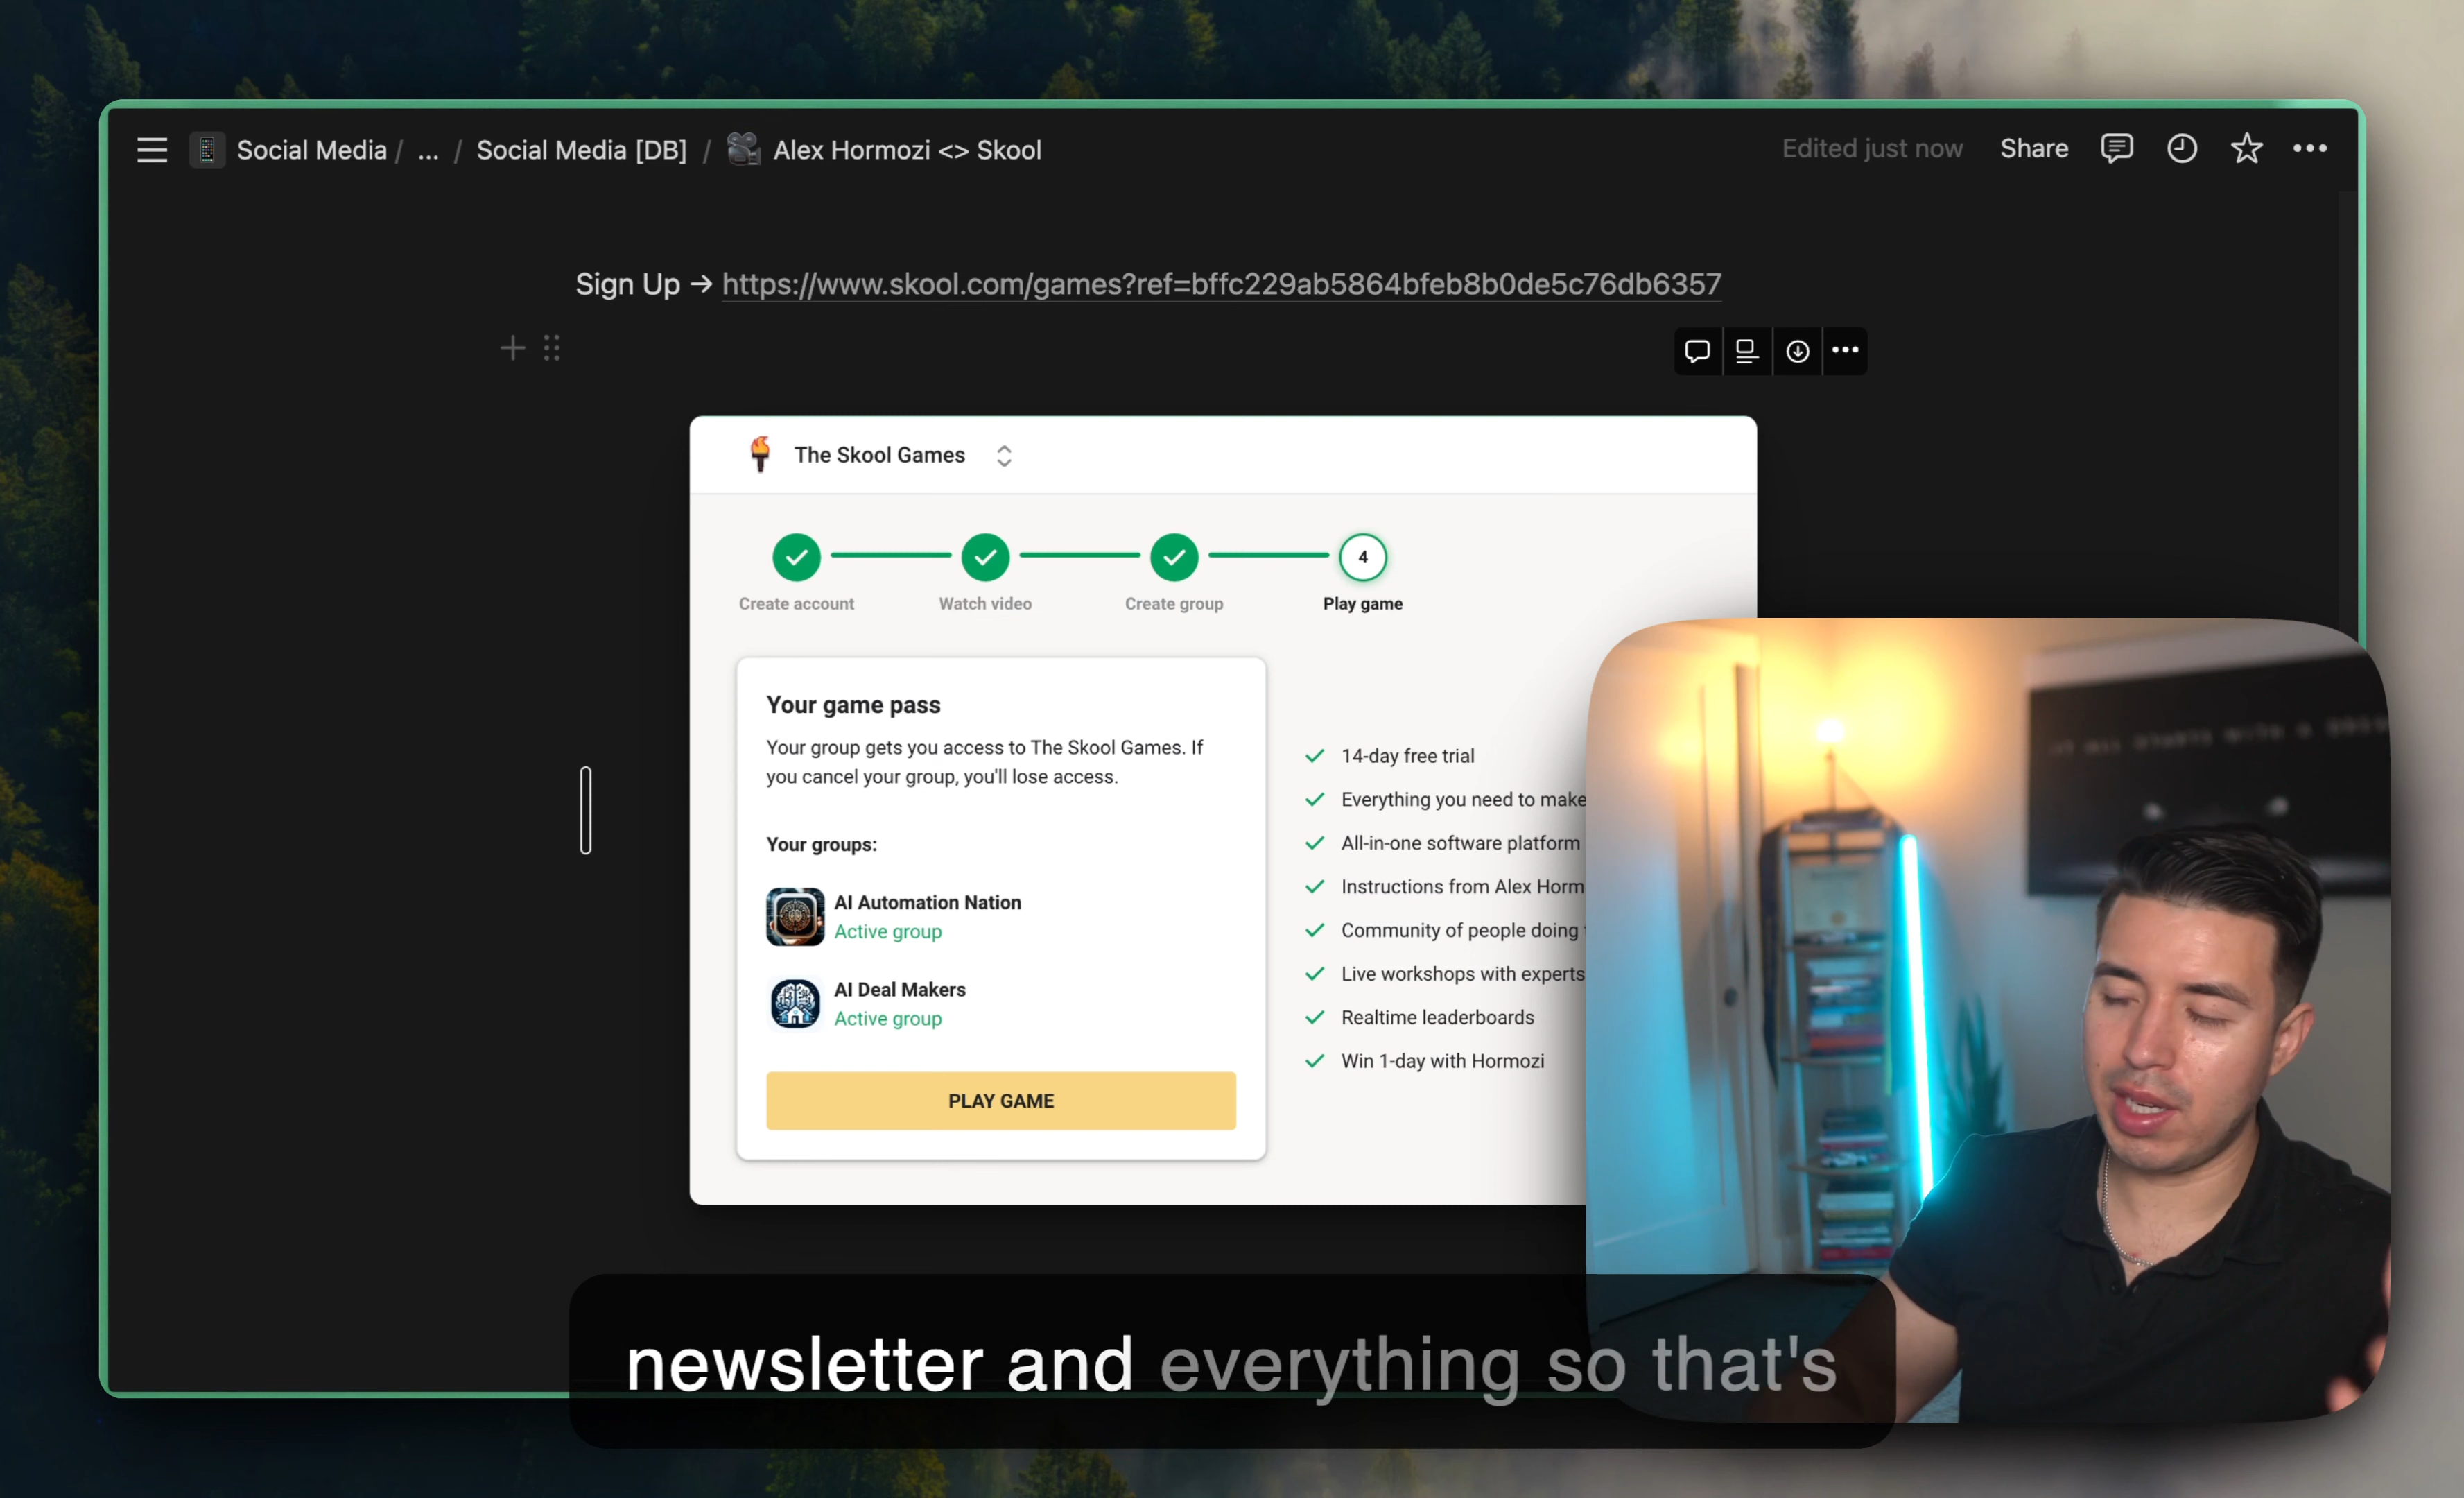 Social Media / ... / Social Media [DB] / Alex Hormozi <> Skool
Edited just now Share
Sign Up → https://www.skool.com/games?ref=bffc229ab5864bfeb8b0de5c76db6357
The Skool Games
4
Create account Watch video Create group Play game
Your game pass
Your group gets you access to The Skool Games. If
you cancel your group, you'll lose access.
Your groups:
AI Automation Nation
Active group
AI Deal Makers
Active group
PLAY GAME
14-day free trial
Everything you need to make
All-in-one software platform
Instructions from Alex Horm
Community of people doing
Live workshops with experts
Realtime leaderboards
Win 1-day with Hormozi
newsletter and everything so that's